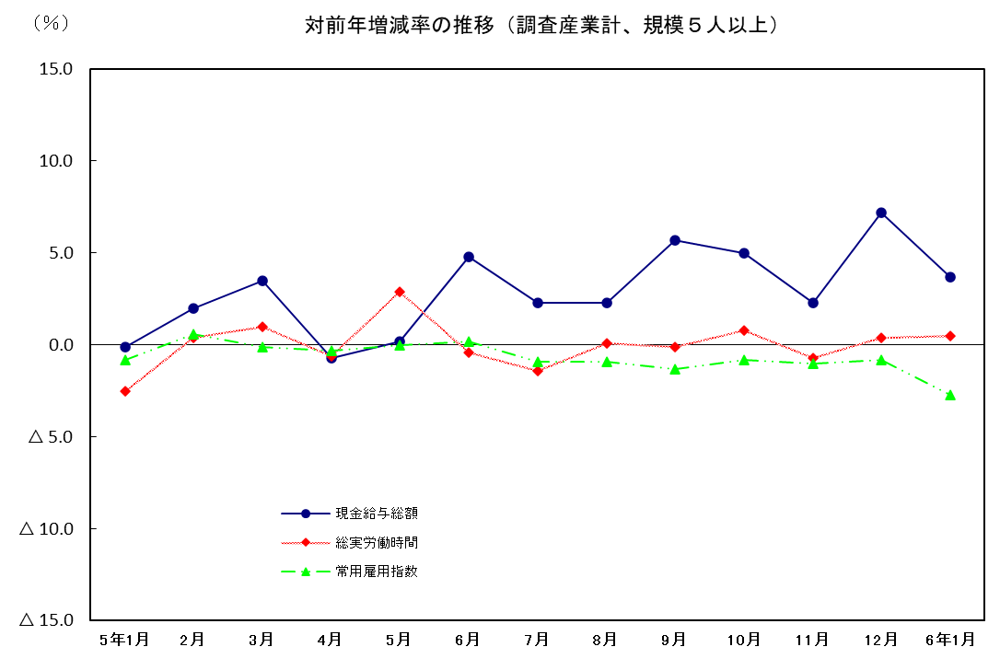 （％） 対前年増減率の推移（調査産業計、規模５人以上）
15.0
10.0
5.0
0.0
△ 5.0
△ 10.0
△ 15.0
現金給与総額
総実労働時間
常用雇用指数
5年1月 2月 3月 4月 5月 6月 7月 8月 9月 10月 11月 12月 6年1月